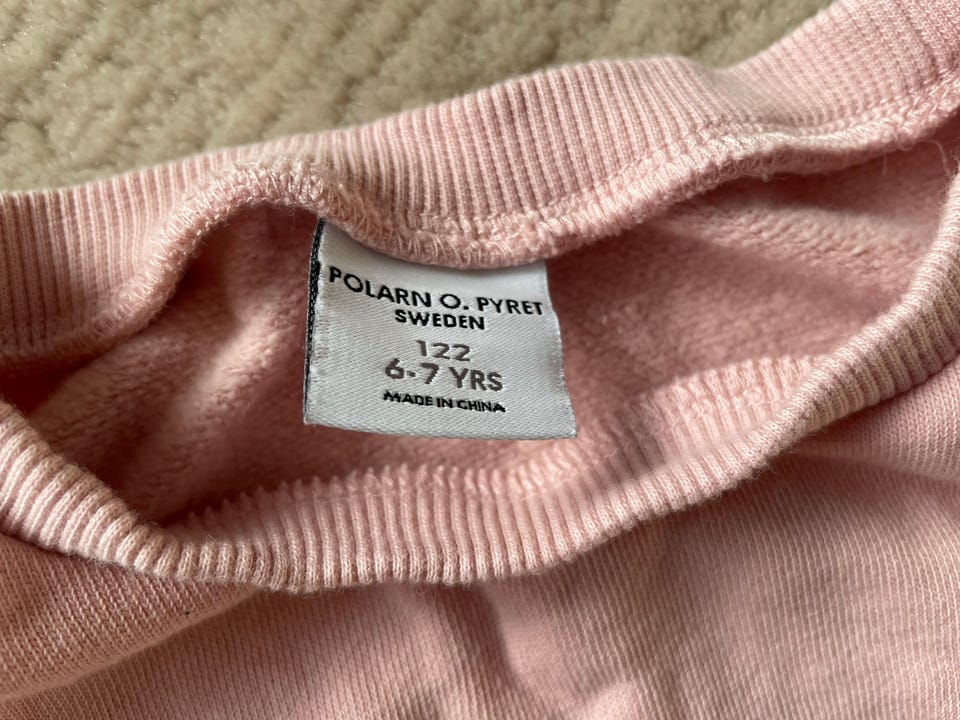 POLARN O. PYRET
SWEDEN
122
6-7 YRS
MADE IN CHINA